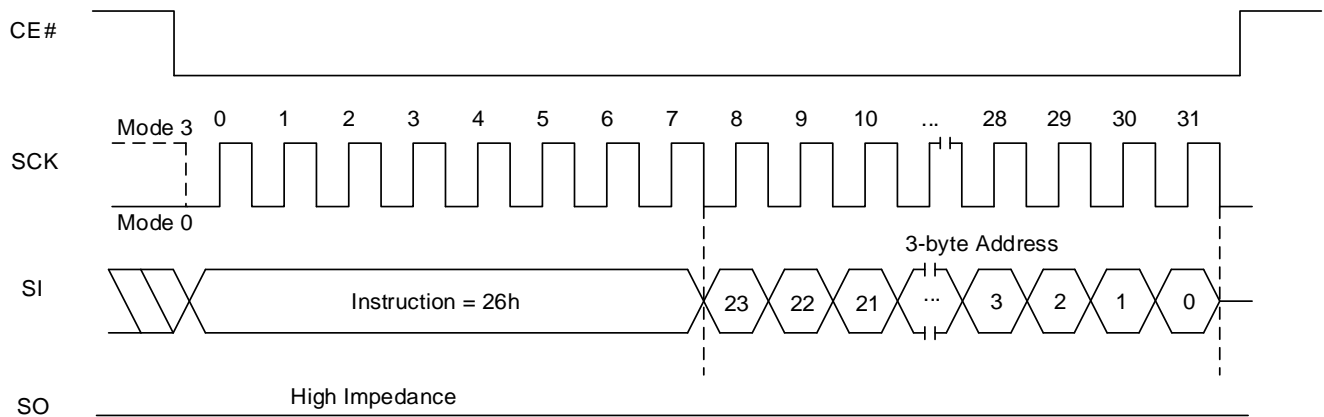 CE#
Mode 3
0 1 2 3 4 5 6 7 8 9 10 ... 28 29 30 31
SCK
Mode 0
3-byte Address
SI
Instruction = 26h
23 22 21 ... 3 2 1 0
High Impedance
SO